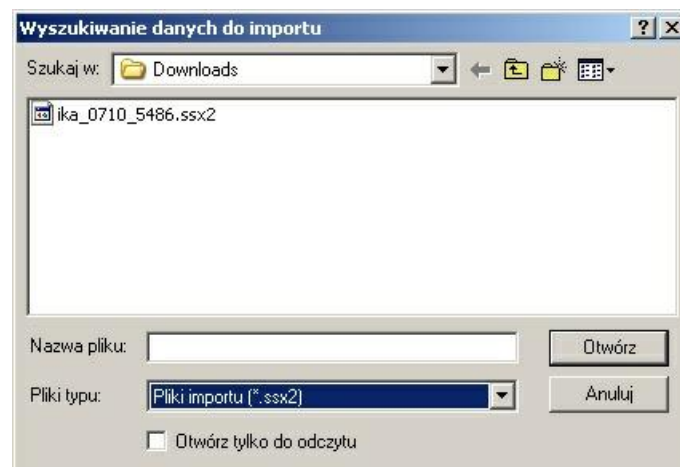 Wyszukiwanie danych do importu
Szukaj w: Downloads
ika_0710_5486.ssx2
Nazwa pliku: Otwórz
Pliki typu: Pliki importu (*.ssx2) Anuluj
Otwórz tylko do odczytu